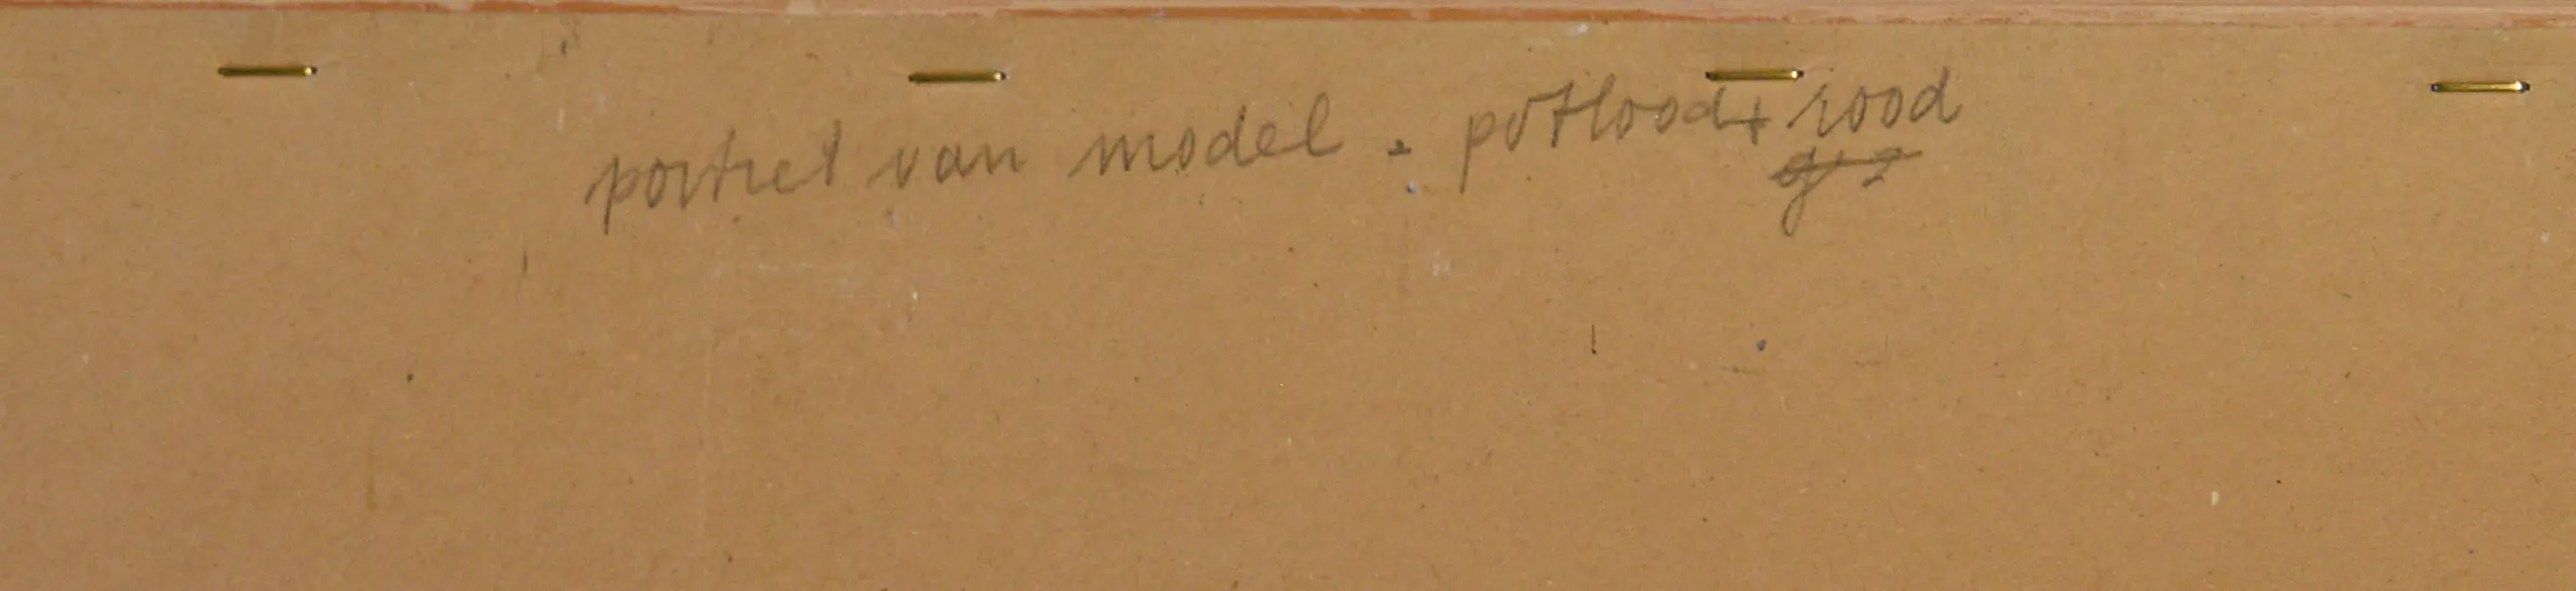 portret van model . potlood + rood